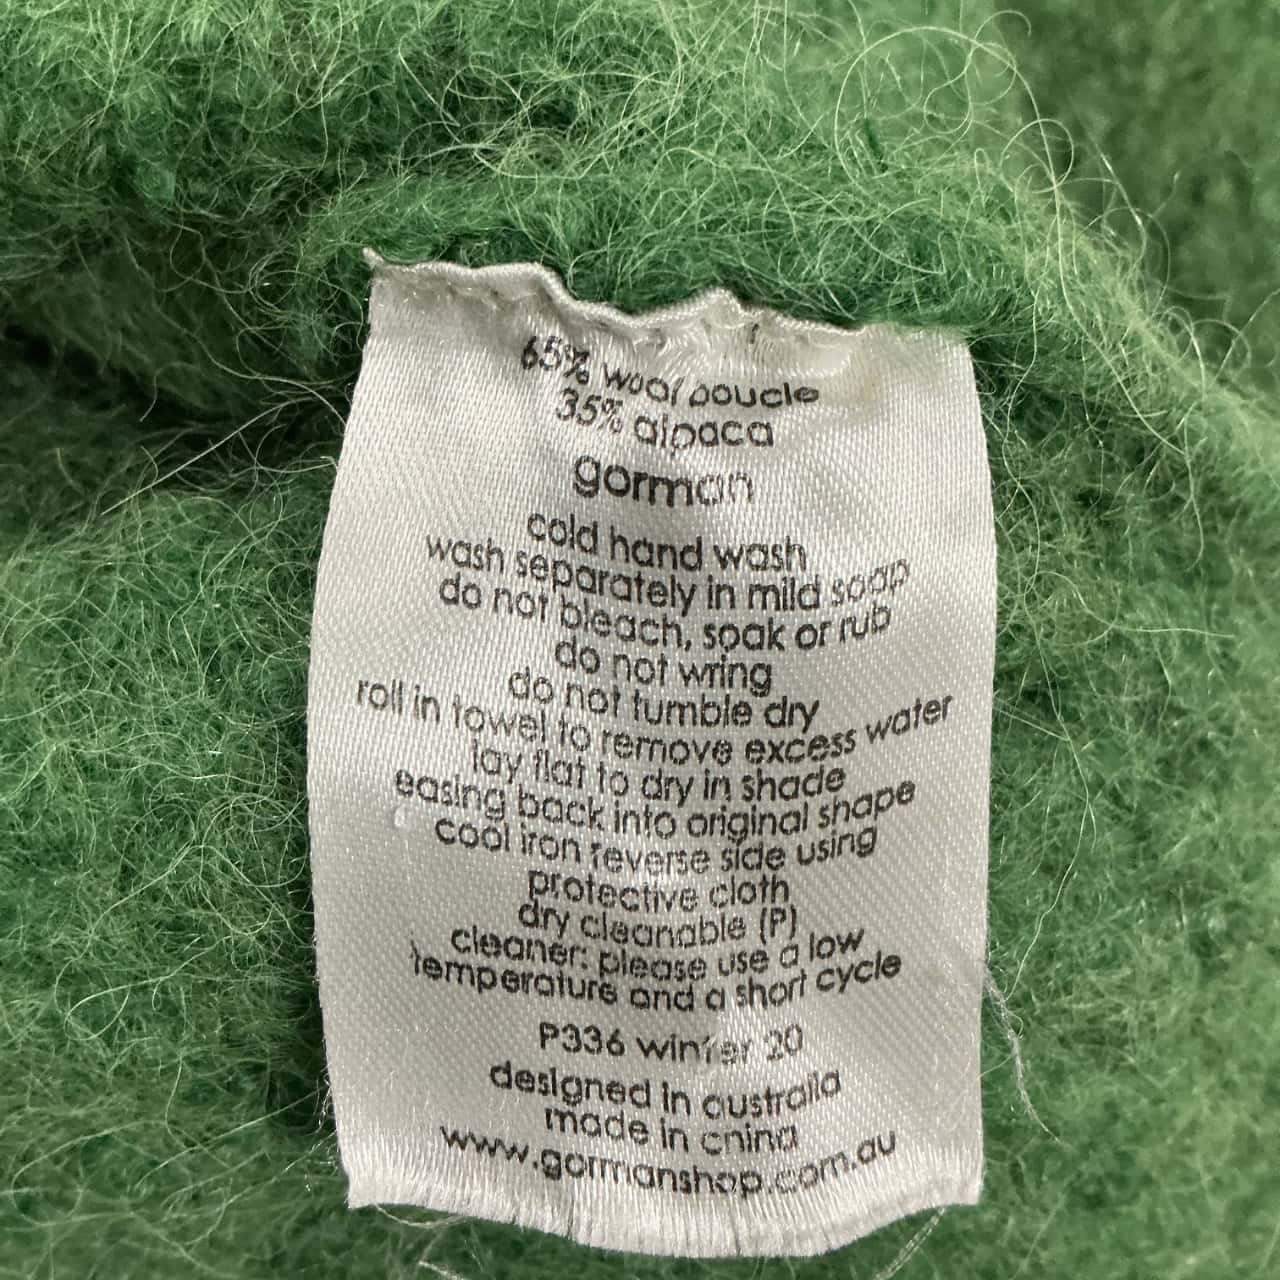 65% wool boucle
35% alpaca
gorman
cold hand wash
wash separately in mild soap
do not bleach, soak or rub
do not wring
do not tumble dry
roll in towel to remove excess water
lay flat to dry in shade
easing back into original shape
cool iron reverse side using
protective cloth
dry cleanable (P)
cleaner: please use a low
temperature and a short cycle
P336 winter 20
designed in australia
made in china
www.gormanshop.com.au